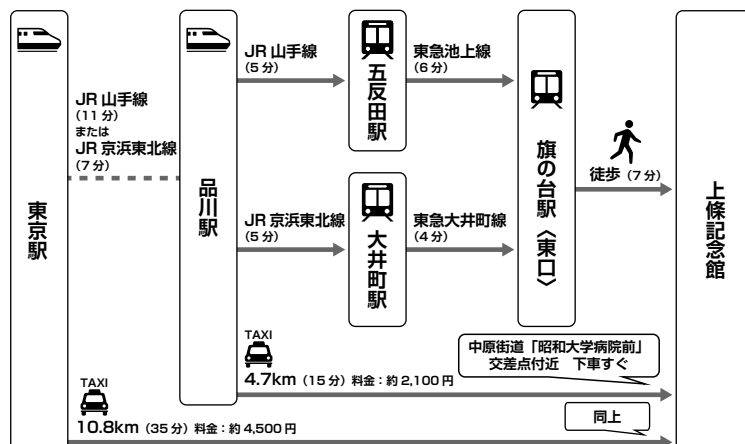 東京駅
JR 山手線
(11 分)
または
JR 京浜東北線
(7 分)
品川駅
JR 山手線
(5 分)
五反田駅
東急池上線
(6 分)
JR 京浜東北線
(5 分)
大井町駅
東急大井町線
(4 分)
旗の台駅〈東口〉
徒歩 (7 分)
上條記念館
TAXI
4.7km (15 分) 料金:約 2,100 円
中原街道「昭和大学病院前」
交差点付近 下車すぐ
TAXI
10.8km (35 分) 料金:約 4,500 円
同上